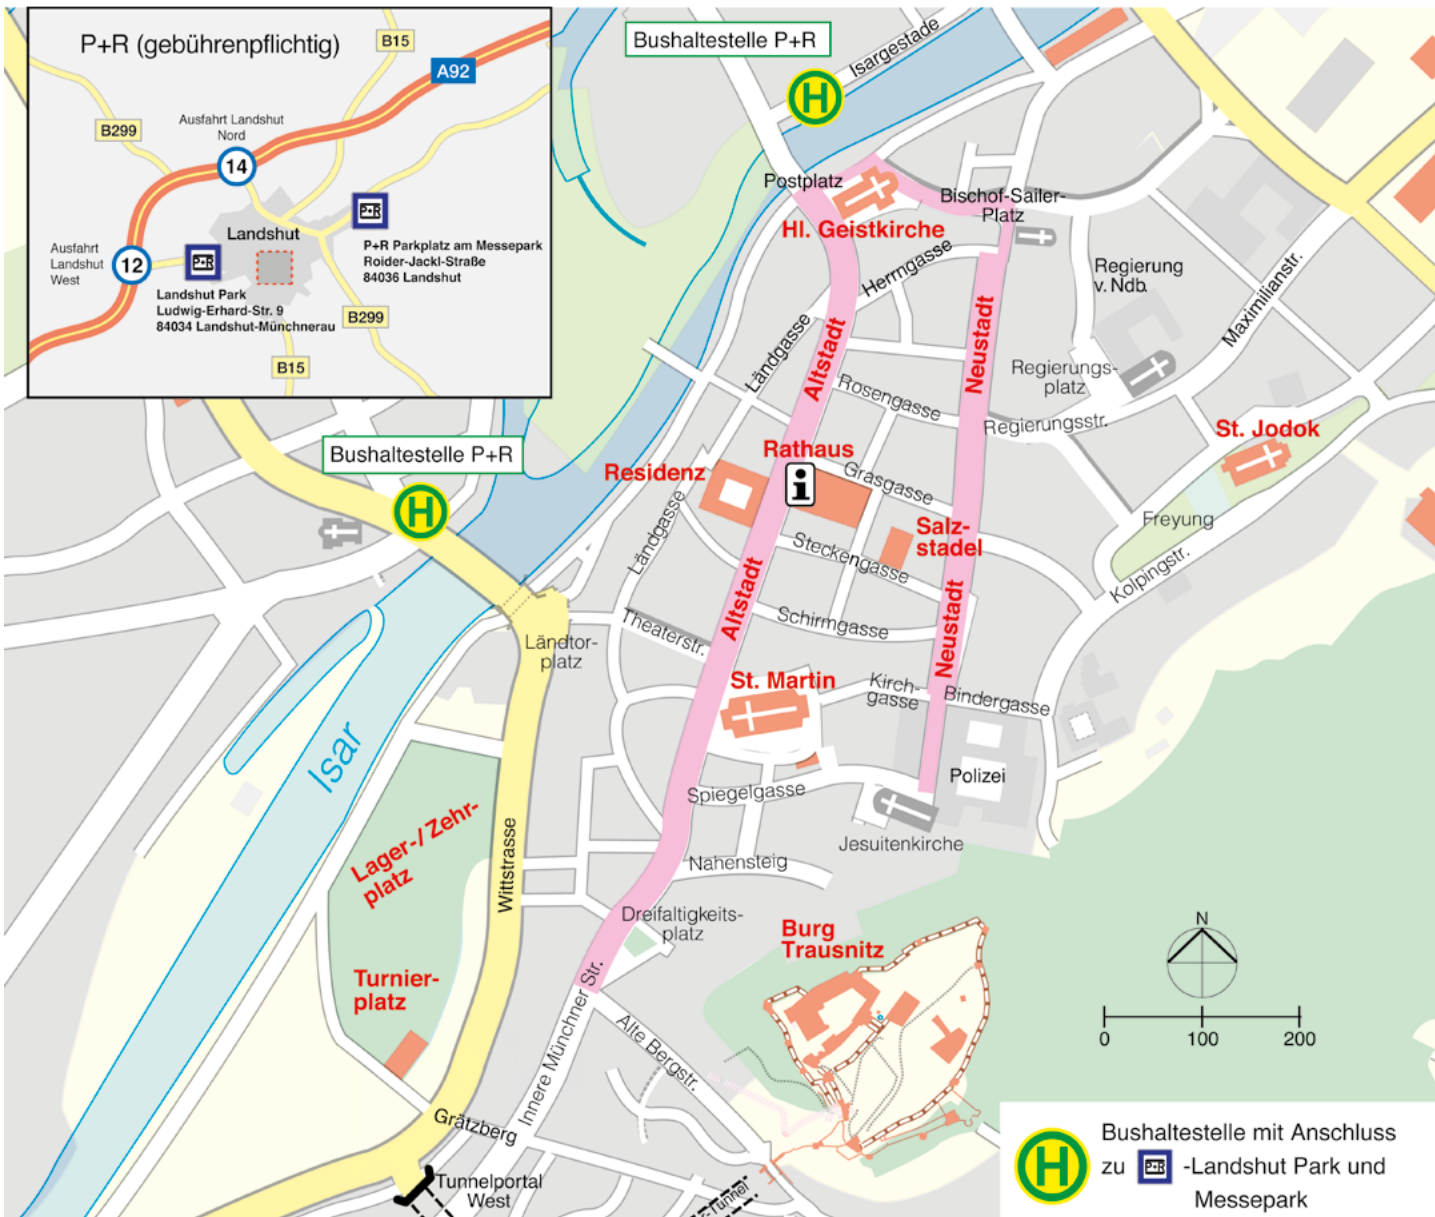 P+R (gebührenpflichtig)
B15
A92
B299
Ausfahrt Landshut
Nord
14
P+R
Landshut
Ausfahrt
Landshut
West
12
P+R
P+R Parkplatz am Messepark
Roider-Jackl-Straße
84036 Landshut
Landshut Park
Ludwig-Erhard-Str. 9
84034 Landshut-Münchnerau
B299
B15
Bushaltestelle P+R
H
Isargestade
Postplatz
Hl. Geistkirche
Bischof-Sailer-
Platz
Herrngasse
Regierung
v. Ndb.
Maximilianstr.
Ländgasse
Altstadt
Neustadt
Rosengasse
Regierungs-
platz
Regierungsstr.
St. Jodok
Bushaltestelle P+R
H
Residenz
Rathaus
i
Grasgasse
Salz-
stadel
Freyung
Kolpingstr.
Ländgasse
Steckengasse
Altstadt
Neustadt
Schirmgasse
Theaterstr.
Ländtor-
platz
St. Martin
Kirch-
gasse
Bindergasse
Isar
Polizei
Spiegelgasse
Jesuitenkirche
Lager-/ Zehr-
platz
Wittstrasse
Nahensteig
Dreifaltigkeits-
platz
Burg
Trausnitz
Turnier-
platz
Innere Münchner Str.
Alte Bergstr.
Grätzberg
Tunnelportal
West
-Tunnel
N
0 100 200
H
Bushaltestelle mit Anschluss
zu P+R -Landshut Park und
Messepark